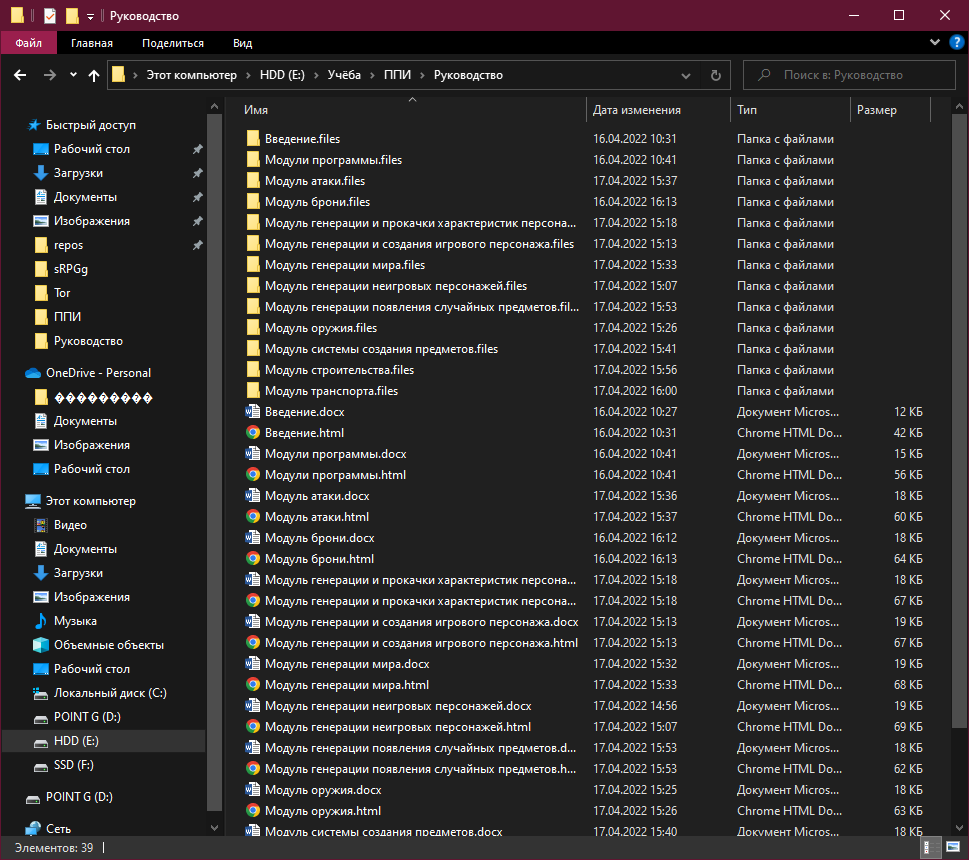 Руководство
Файл Главная Поделиться Вид
Этот компьютер HDD (E:) Учёба ППИ Руководство Поиск в: Руководство
Имя Дата изменения Тип Размер
Быстрый доступ
Рабочий стол
Загрузки
Документы
Изображения
repos
sRPGg
Tor
ППИ
Руководство
OneDrive - Personal
���������
Документы
Изображения
Рабочий стол
Этот компьютер
Видео
Документы
Загрузки
Изображения
Музыка
Объемные объекты
Рабочий стол
Локальный диск (C:)
POINT G (D:)
HDD (E:)
SSD (F:)
POINT G (D:)
Сеть
Введение.files 16.04.2022 10:31 Папка с файлами
Модули программы.files 16.04.2022 10:41 Папка с файлами
Модуль атаки.files 17.04.2022 15:37 Папка с файлами
Модуль брони.files 16.04.2022 16:13 Папка с файлами
Модуль генерации и прокачки характеристик персона... 17.04.2022 15:18 Папка с файлами
Модуль генерации и создания игрового персонажа.files 17.04.2022 15:13 Папка с файлами
Модуль генерации мира.files 17.04.2022 15:33 Папка с файлами
Модуль генерации неигровых персонажей.files 17.04.2022 15:07 Папка с файлами
Модуль генерации появления случайных предметов.fil... 17.04.2022 15:53 Папка с файлами
Модуль оружия.files 17.04.2022 15:26 Папка с файлами
Модуль системы создания предметов.files 17.04.2022 15:41 Папка с файлами
Модуль строительства.files 17.04.2022 15:56 Папка с файлами
Модуль транспорта.files 17.04.2022 16:00 Папка с файлами
Введение.docx 16.04.2022 10:27 Документ Micros... 12 КБ
Введение.html 16.04.2022 10:31 Chrome HTML Do... 42 КБ
Модули программы.docx 16.04.2022 10:41 Документ Micros... 15 КБ
Модули программы.html 16.04.2022 10:41 Chrome HTML Do... 56 КБ
Модуль атаки.docx 17.04.2022 15:36 Документ Micros... 18 КБ
Модуль атаки.html 17.04.2022 15:37 Chrome HTML Do... 60 КБ
Модуль брони.docx 16.04.2022 16:12 Документ Micros... 18 КБ
Модуль брони.html 16.04.2022 16:13 Chrome HTML Do... 64 КБ
Модуль генерации и прокачки характеристик персона... 17.04.2022 15:18 Документ Micros... 18 КБ
Модуль генерации и прокачки характеристик персона... 17.04.2022 15:18 Chrome HTML Do... 67 КБ
Модуль генерации и создания игрового персонажа.docx 17.04.2022 15:13 Документ Micros... 19 КБ
Модуль генерации и создания игрового персонажа.html 17.04.2022 15:13 Chrome HTML Do... 67 КБ
Модуль генерации мира.docx 17.04.2022 15:32 Документ Micros... 19 КБ
Модуль генерации мира.html 17.04.2022 15:33 Chrome HTML Do... 68 КБ
Модуль генерации неигровых персонажей.docx 17.04.2022 14:56 Документ Micros... 19 КБ
Модуль генерации неигровых персонажей.html 17.04.2022 15:07 Chrome HTML Do... 69 КБ
Модуль генерации появления случайных предметов.d... 17.04.2022 15:53 Документ Micros... 18 КБ
Модуль генерации появления случайных предметов.h... 17.04.2022 15:53 Chrome HTML Do... 62 КБ
Модуль оружия.docx 17.04.2022 15:25 Документ Micros... 18 КБ
Модуль оружия.html 17.04.2022 15:26 Chrome HTML Do... 63 КБ
Модуль системы создания предметов.docx 17.04.2022 15:40 Документ Micros... 18 КБ
Элементов: 39